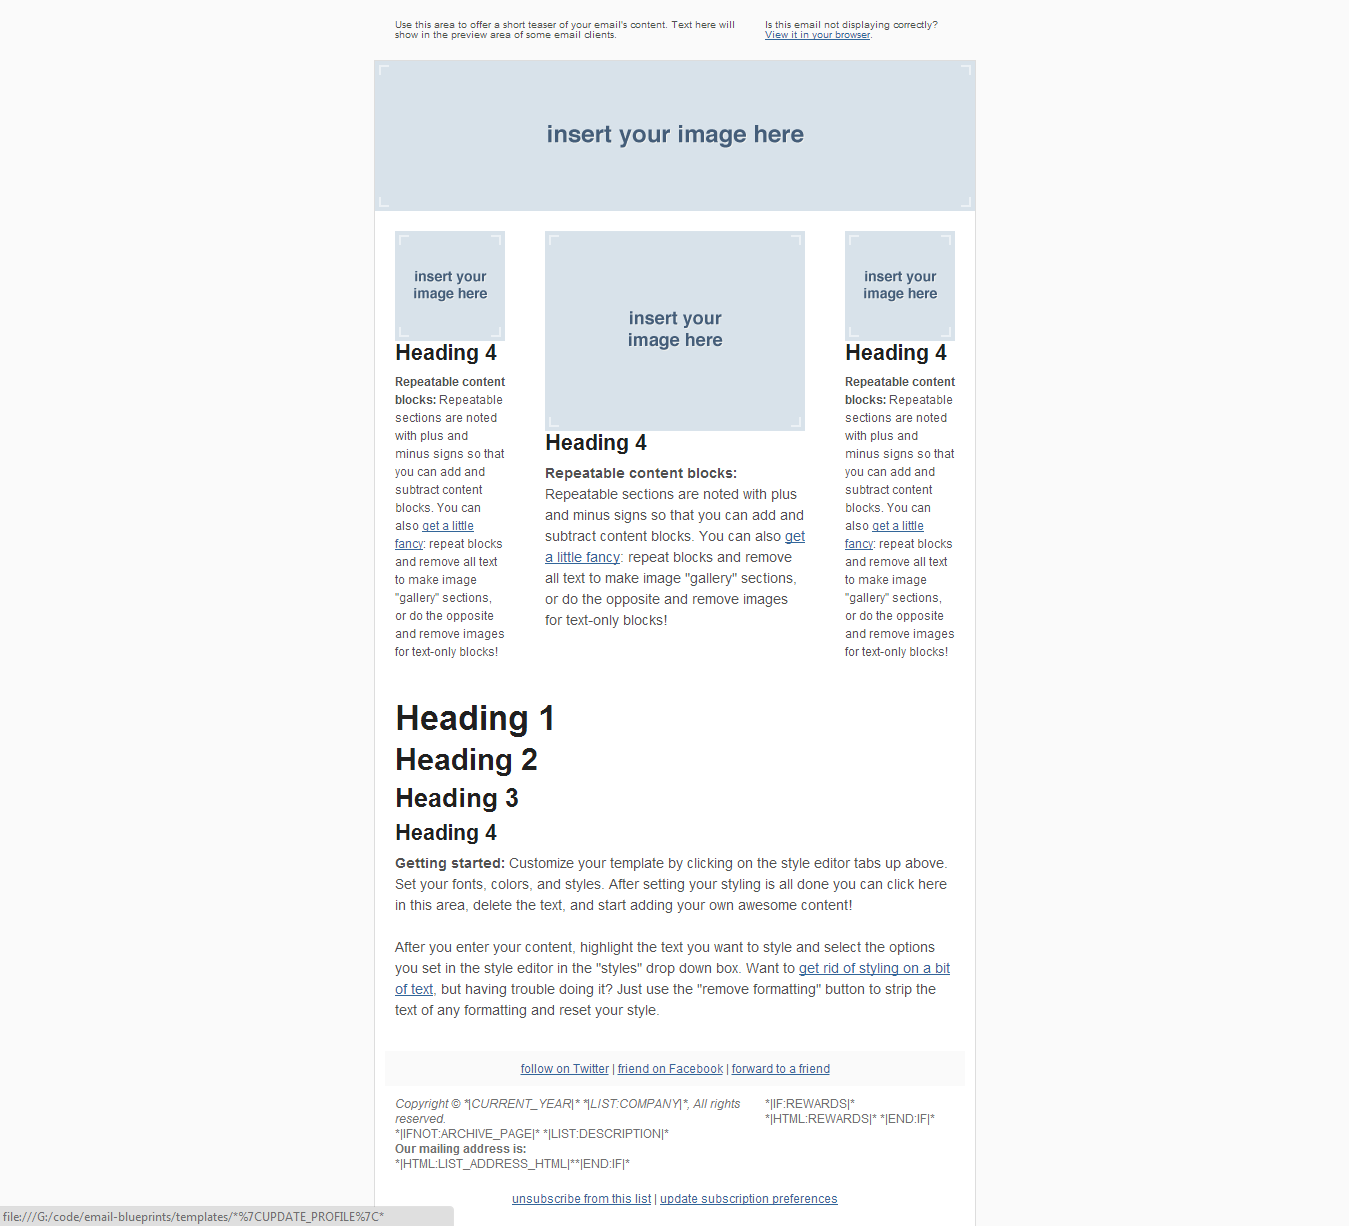 Use this area to offer a short teaser of your email's content. Text here will
show in the preview area of some email clients.
Is this email not displaying correctly?
View it in your browser.
insert your image here
insert your
image here
Heading 4
Repeatable content
blocks: Repeatable
sections are noted
with plus and
minus signs so that
you can add and
subtract content
blocks. You can
also get a little
fancy: repeat blocks
and remove all text
to make image
"gallery" sections,
or do the opposite
and remove images
for text-only blocks!
insert your
image here
Heading 4
Repeatable content blocks:
Repeatable sections are noted with plus
and minus signs so that you can add and
subtract content blocks. You can also get
a little fancy: repeat blocks and remove
all text to make image "gallery" sections,
or do the opposite and remove images
for text-only blocks!
insert your
image here
Heading 4
Repeatable content
blocks: Repeatable
sections are noted
with plus and
minus signs so that
you can add and
subtract content
blocks. You can
also get a little
fancy: repeat blocks
and remove all text
to make image
"gallery" sections,
or do the opposite
and remove images
for text-only blocks!
Heading 1
Heading 2
Heading 3
Heading 4
Getting started: Customize your template by clicking on the style editor tabs up above.
Set your fonts, colors, and styles. After setting your styling is all done you can click here
in this area, delete the text, and start adding your own awesome content!
After you enter your content, highlight the text you want to style and select the options
you set in the style editor in the "styles" drop down box. Want to get rid of styling on a bit
of text, but having trouble doing it? Just use the "remove formatting" button to strip the
text of any formatting and reset your style.
follow on Twitter | friend on Facebook | forward to a friend
Copyright © *|CURRENT_YEAR|* *|LIST:COMPANY|*, All rights
reserved.
*|IFNOT:ARCHIVE_PAGE|* *|LIST:DESCRIPTION|*
Our mailing address is:
*|HTML:LIST_ADDRESS_HTML|**|END:IF|*
*|IF:REWARDS|*
*|HTML:REWARDS|* *|END:IF|*
unsubscribe from this list | update subscription preferences
file:///G:/code/email-blueprints/templates/*%7CUPDATE_PROFILE%7C*